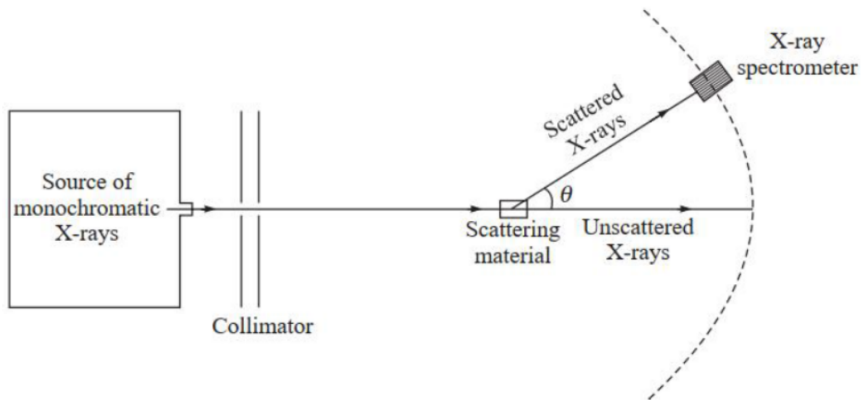 X-ray
spectrometer
Scattered
X-rays
θ
Source of
monochromatic
X-rays
Scattering
material
Unscattered
X-rays
Collimator